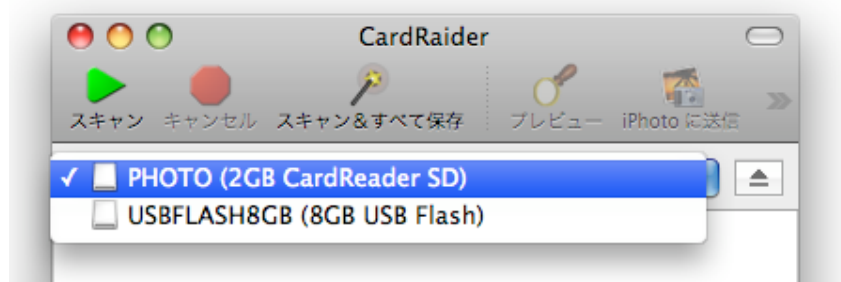 CardRaider
スキャン キャンセル スキャン&すべて保存 プレビュー iPhoto に送信
PHOTO (2GB CardReader SD)
USBFLASH8GB (8GB USB Flash)